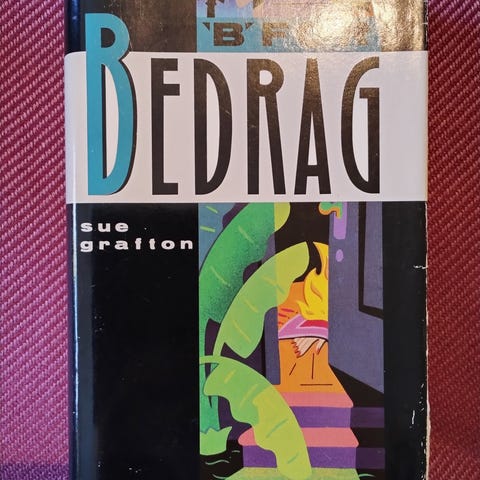 'B' F
BEDRAG
sue
grafton